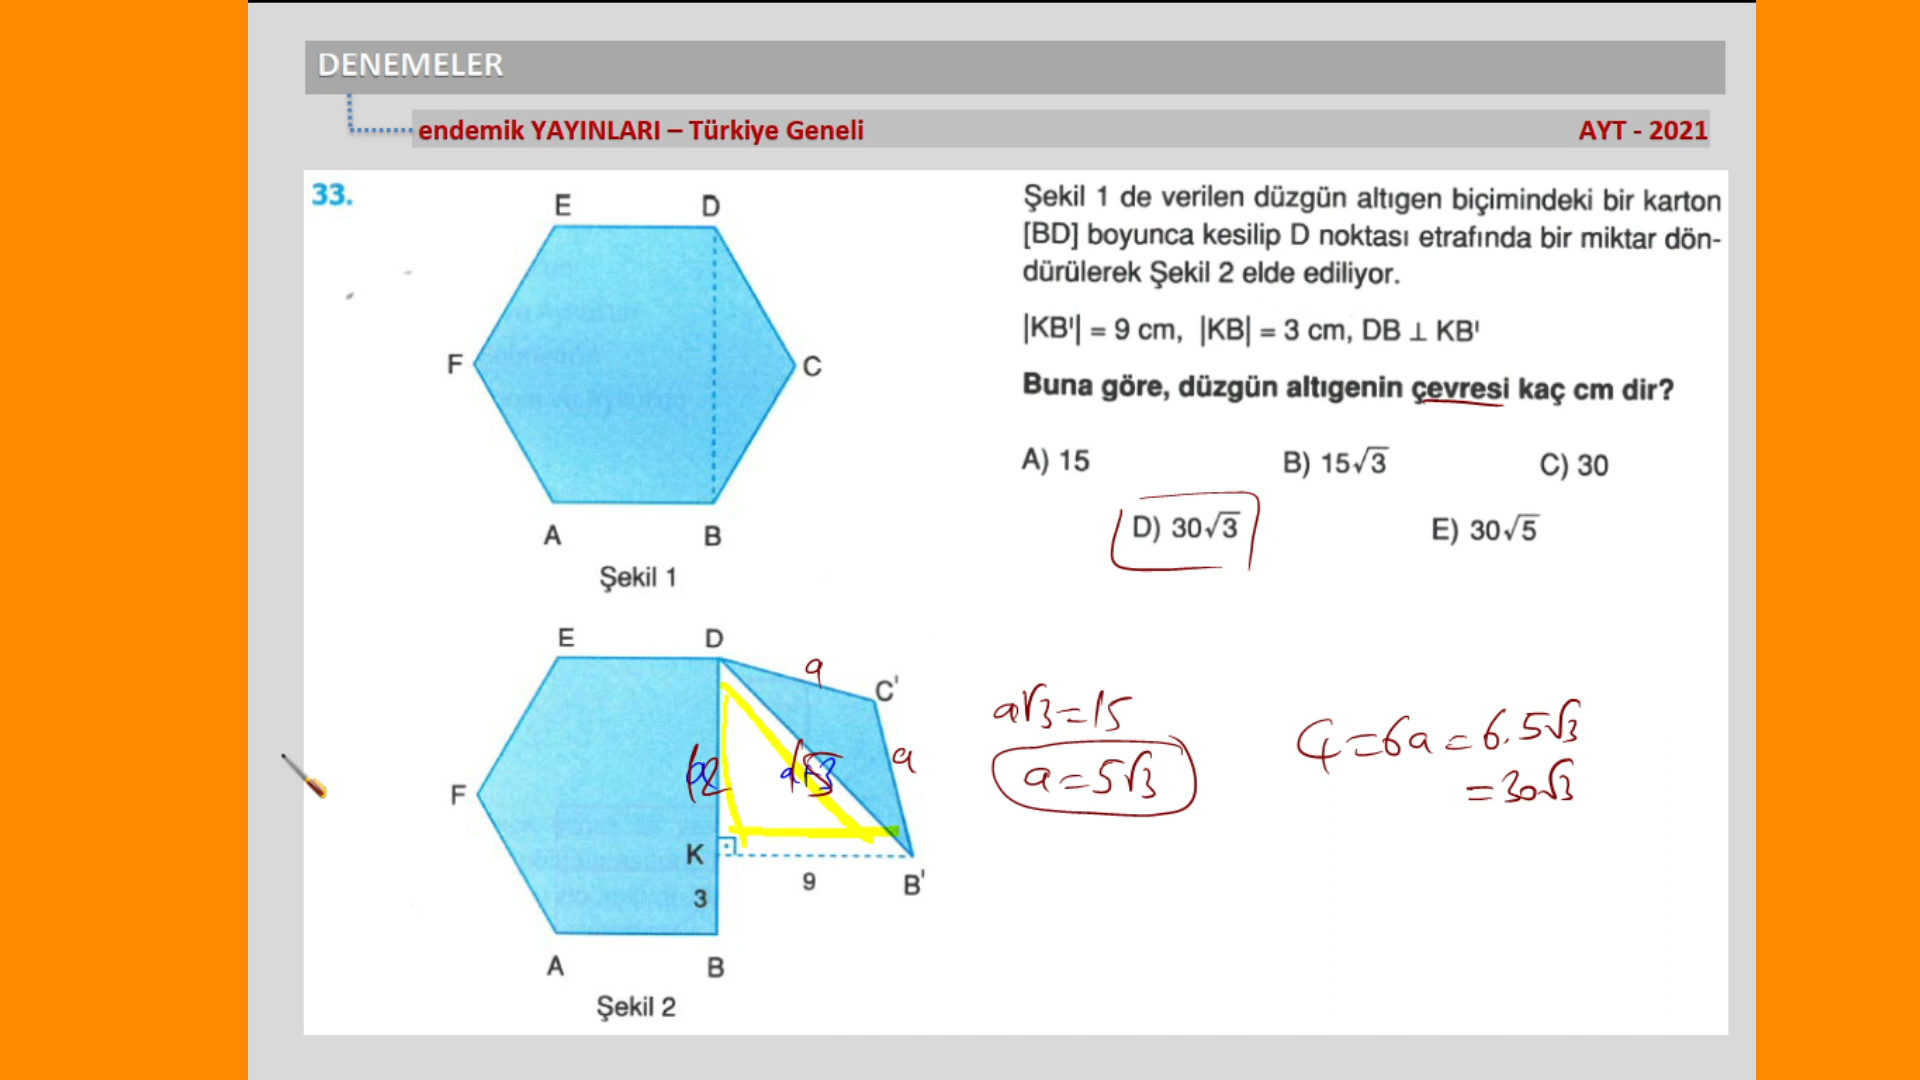 DENEMELER
endemik YAYINLARI – Türkiye Geneli
AYT - 2021
33.
E D
F C
A B
Şekil 1
Şekil 1 de verilen düzgün altıgen biçimindeki bir karton
[BD] boyunca kesilip D noktası etrafında bir miktar dön-
dürülerek Şekil 2 elde ediliyor.
|KB'| = 9 cm, |KB| = 3 cm, DB ⊥ KB'
Buna göre, düzgün altıgenin çevresi kaç cm dir?
A) 15 B) 15√3 C) 30
D) 30√3 E) 30√5
E D
a
C'
a
F
K
9 B'
3
A B
Şekil 2
a√3=15
a=5√3
Ç=6a=6.5√3
=30√3